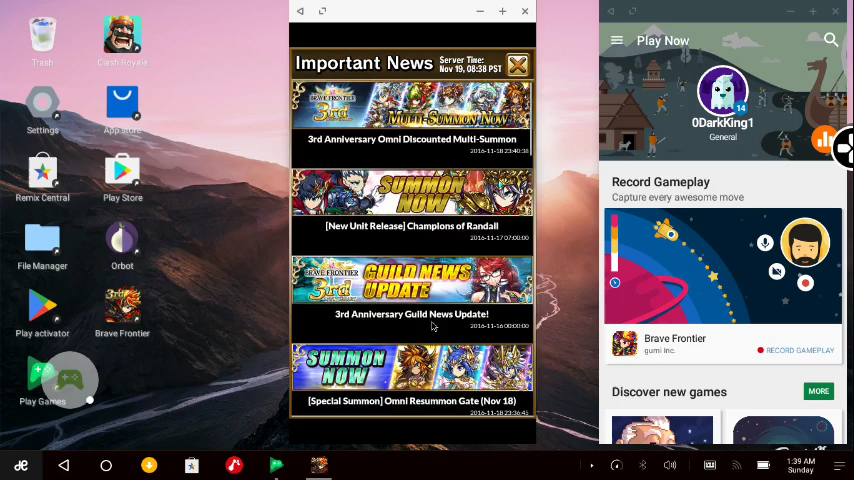 Trash
Clash Royale
Settings
App store
Remix Central
Play Store
File Manager
Orbot
Play activator
Brave Frontier
Play Games
Important News
Server Time:
Nov 19, 08:38 PST
BRAVE FRONTIER
3rd
MULTI-SUMMON NOW
3rd Anniversary Omni Discounted Multi-Summon
2016-11-18 23:40:38
SUMMON
NOW
[New Unit Release] Champions of Randall
2016-11-17 07:00:00
BRAVE FRONTIER
3rd
GUILD NEWS
UPDATE
3rd Anniversary Guild News Update!
2016-11-16 00:00:00
SUMMON
NOW
[Special Summon] Omni Resummon Gate (Nov 18)
2016-11-18 23:36:45
Play Now
14
0DarkKing1
General
Record Gameplay
Capture every awesome move
Brave Frontier
gumi Inc.
RECORD GAMEPLAY
Discover new games
MORE
1:39 AM
Sunday